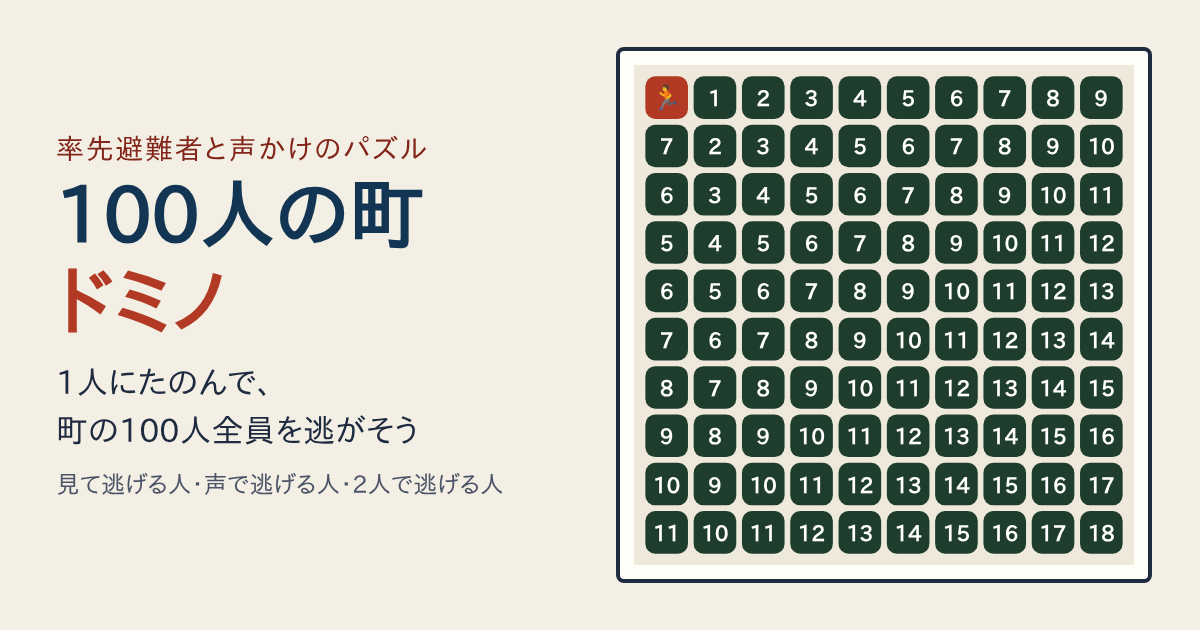 率先避難者と声かけのパズル
100人の町
ドミノ
1人にたのんで、
町の100人全員を逃がそう
見て逃げる人・声で逃げる人・2人で逃げる人
1 2 3 4 5 6 7 8 9
7 2 3 4 5 6 7 8 9 10
6 3 4 5 6 7 8 9 10 11
5 4 5 6 7 8 9 10 11 12
6 5 6 7 8 9 10 11 12 13
7 6 7 8 9 10 11 12 13 14
8 7 8 9 10 11 12 13 14 15
9 8 9 10 11 12 13 14 15 16
10 9 10 11 12 13 14 15 16 17
11 10 11 12 13 14 15 16 17 18